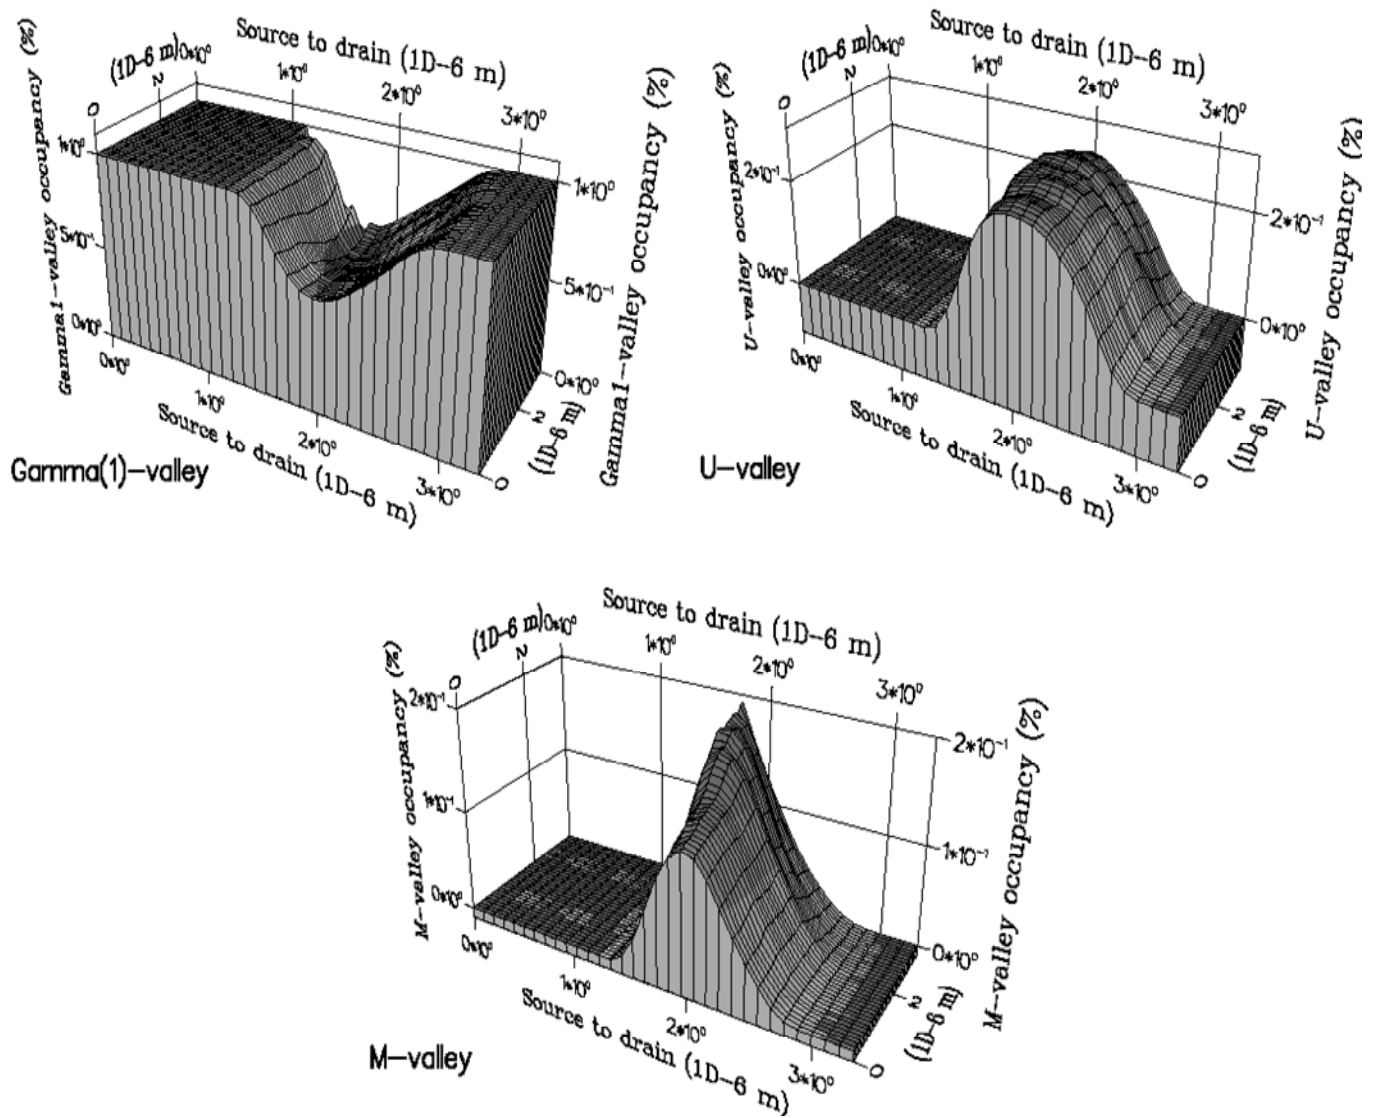 Source to drain (1D-6 m)
(1D-6 m)
0*10⁰
1*10⁰
2*10⁰
3*10⁰
0
2
Gamma1-valley occupancy (%)
1*10⁰
5*10⁻¹
0*10⁰
Gamma1-valley occupancy (%)
1*10⁰
5*10⁻¹
0*10⁰
0*10⁰
1*10⁰
2*10⁰
3*10⁰
2
0
(1D-6 m)
Source to drain (1D-6 m)
Gamma(1)-valley
Source to drain (1D-6 m)
(1D-6 m)
0*10⁰
1*10⁰
2*10⁰
3*10⁰
0
2
U-valley occupancy (%)
2*10⁻¹
0*10⁰
U-valley occupancy (%)
2*10⁻¹
0*10⁰
0*10⁰
1*10⁰
2*10⁰
3*10⁰
2
0
(1D-6 m)
Source to drain (1D-6 m)
U-valley
Source to drain (1D-6 m)
(1D-6 m)
0*10⁰
1*10⁰
2*10⁰
3*10⁰
0
2
M-valley occupancy (%)
2*10⁻¹
1*10⁻¹
0*10⁰
M-valley occupancy (%)
2*10⁻¹
1*10⁻¹
0*10⁰
0*10⁰
1*10⁰
2*10⁰
3*10⁰
2
0
(1D-6 m)
Source to drain (1D-6 m)
M-valley